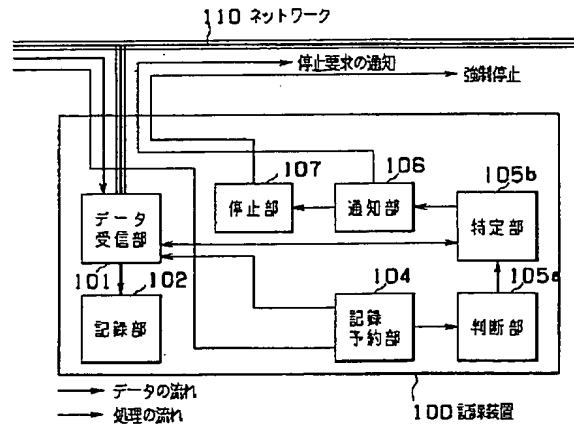 110 ネットワーク
停止要求の通知
強制停止
107
106
105b
停止部
通知部
特定部
データ
受信部
101
102
104
105a
記録部
記録
予約部
判断部
データの流れ
処理の流れ
100 記録装置